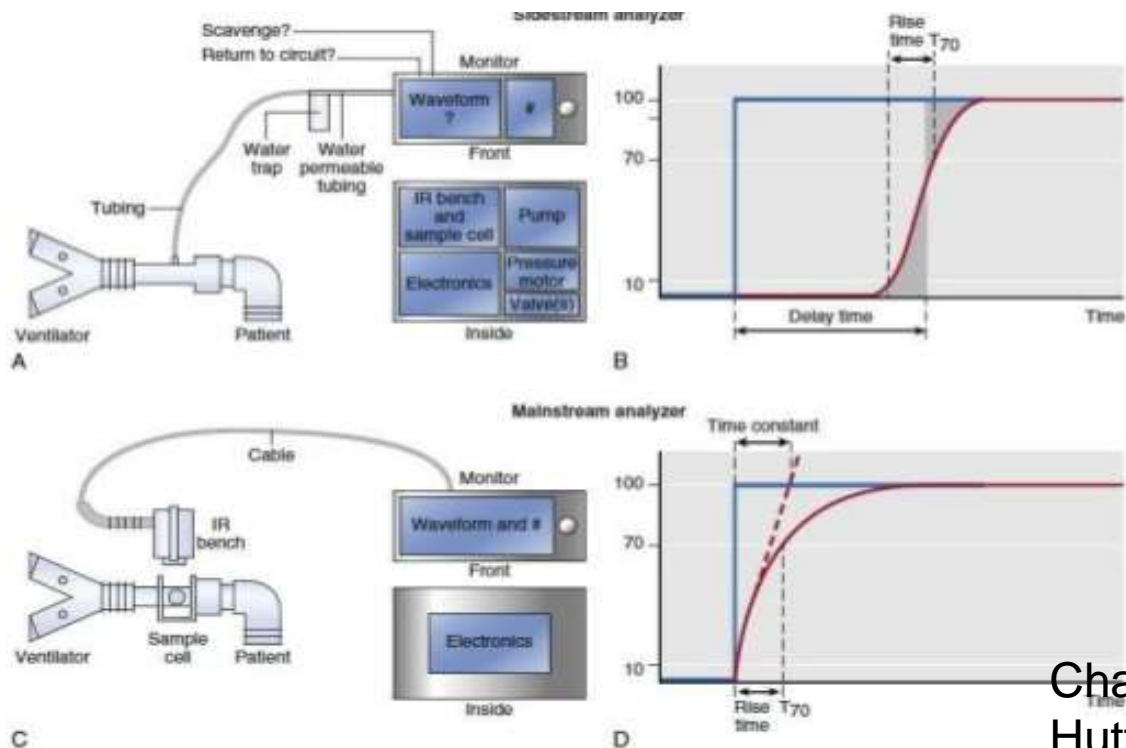 Sidestream analyzer
Scavenge?
Return to circuit?
Monitor
Waveform
?
#
Front
Water
trap
Water
permeable
tubing
Tubing
IR bench
and
sample cell
Pump
Electronics
Pressure
motor
Valve(s)
Inside
Ventilator
Patient
A
Rise
time T70
100
70
10
Delay time
Time
B
Mainstream analyzer
Cable
Monitor
IR
bench
Waveform and #
Front
Sample
cell
Electronics
Ventilator
Patient
Inside
C
Time constant
100
70
10
Rise
time
T70
Time
D
Cha